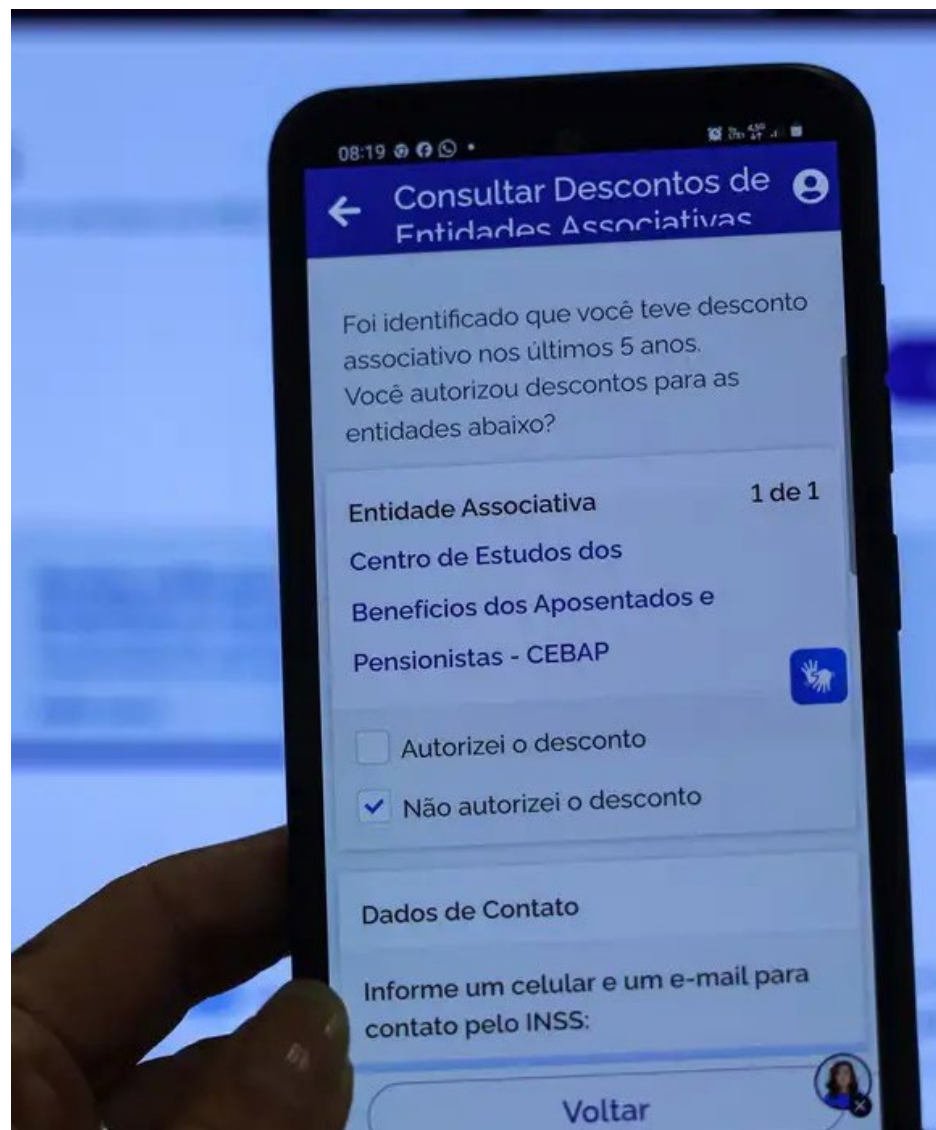 08:19
Consultar Descontos de
Entidades Associativas
Foi identificado que você teve desconto
associativo nos últimos 5 anos.
Você autorizou descontos para as
entidades abaixo?
Entidade Associativa
1 de 1
Centro de Estudos dos
Benefícios dos Aposentados e
Pensionistas - CEBAP
Autorizei o desconto
Não autorizei o desconto
Dados de Contato
Informe um celular e um e-mail para
contato pelo INSS:
Voltar